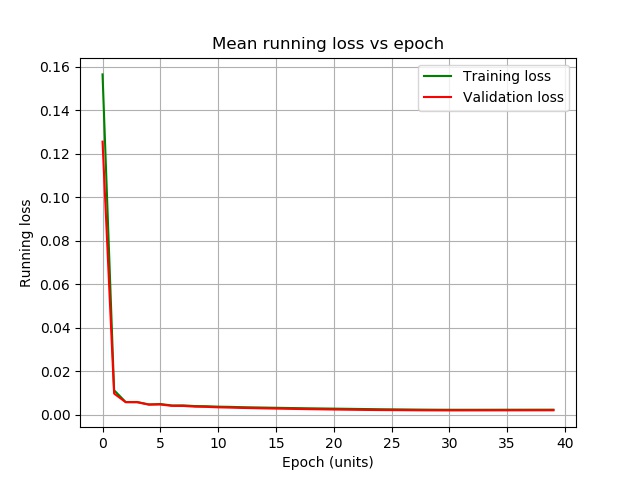 Mean running loss vs epoch
Training loss
Validation loss
0.16
0.14
0.12
0.10
0.08
0.06
0.04
0.02
0.00
Running loss
0 5 10 15 20 25 30 35 40
Epoch (units)